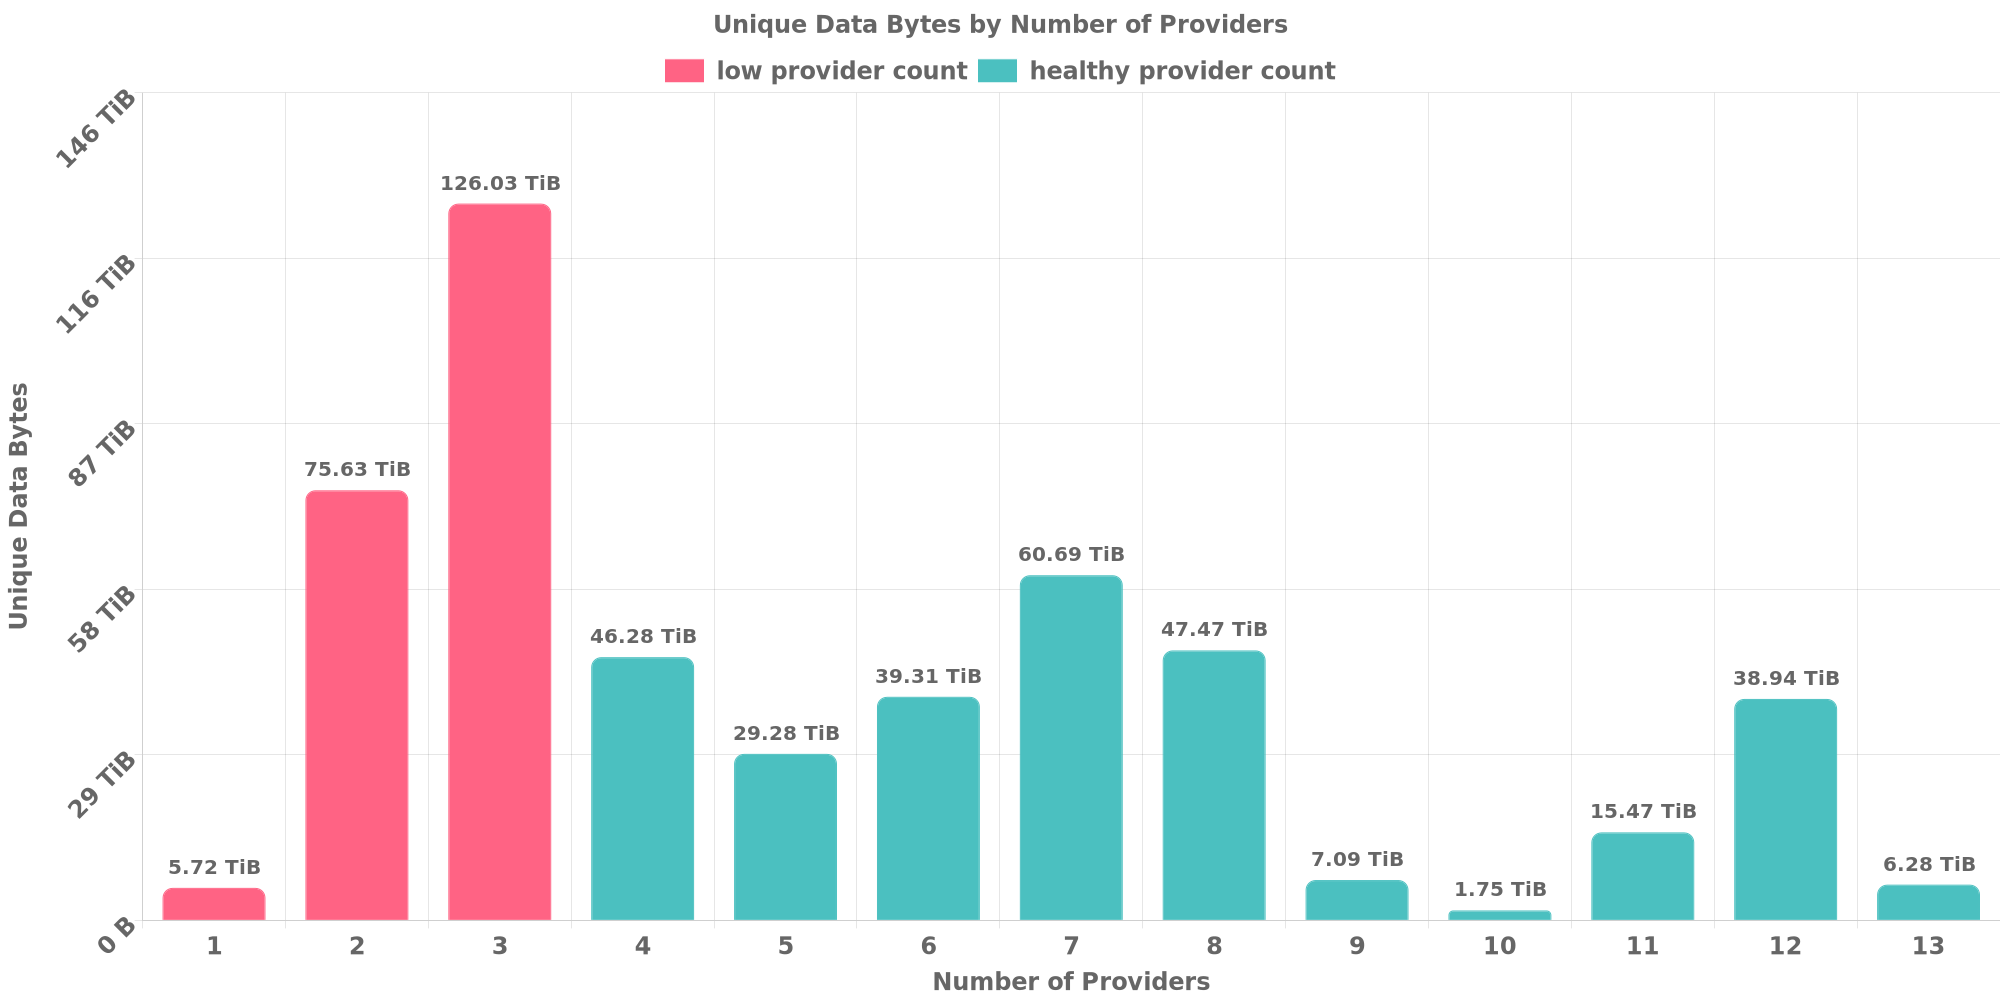 Unique Data Bytes by Number of Providers
low provider count healthy provider count
146 TiB
116 TiB
87 TiB
58 TiB
29 TiB
0 B
Unique Data Bytes
5.72 TiB
75.63 TiB
126.03 TiB
46.28 TiB
29.28 TiB
39.31 TiB
60.69 TiB
47.47 TiB
7.09 TiB
1.75 TiB
15.47 TiB
38.94 TiB
6.28 TiB
1 2 3 4 5 6 7 8 9 10 11 12 13
Number of Providers